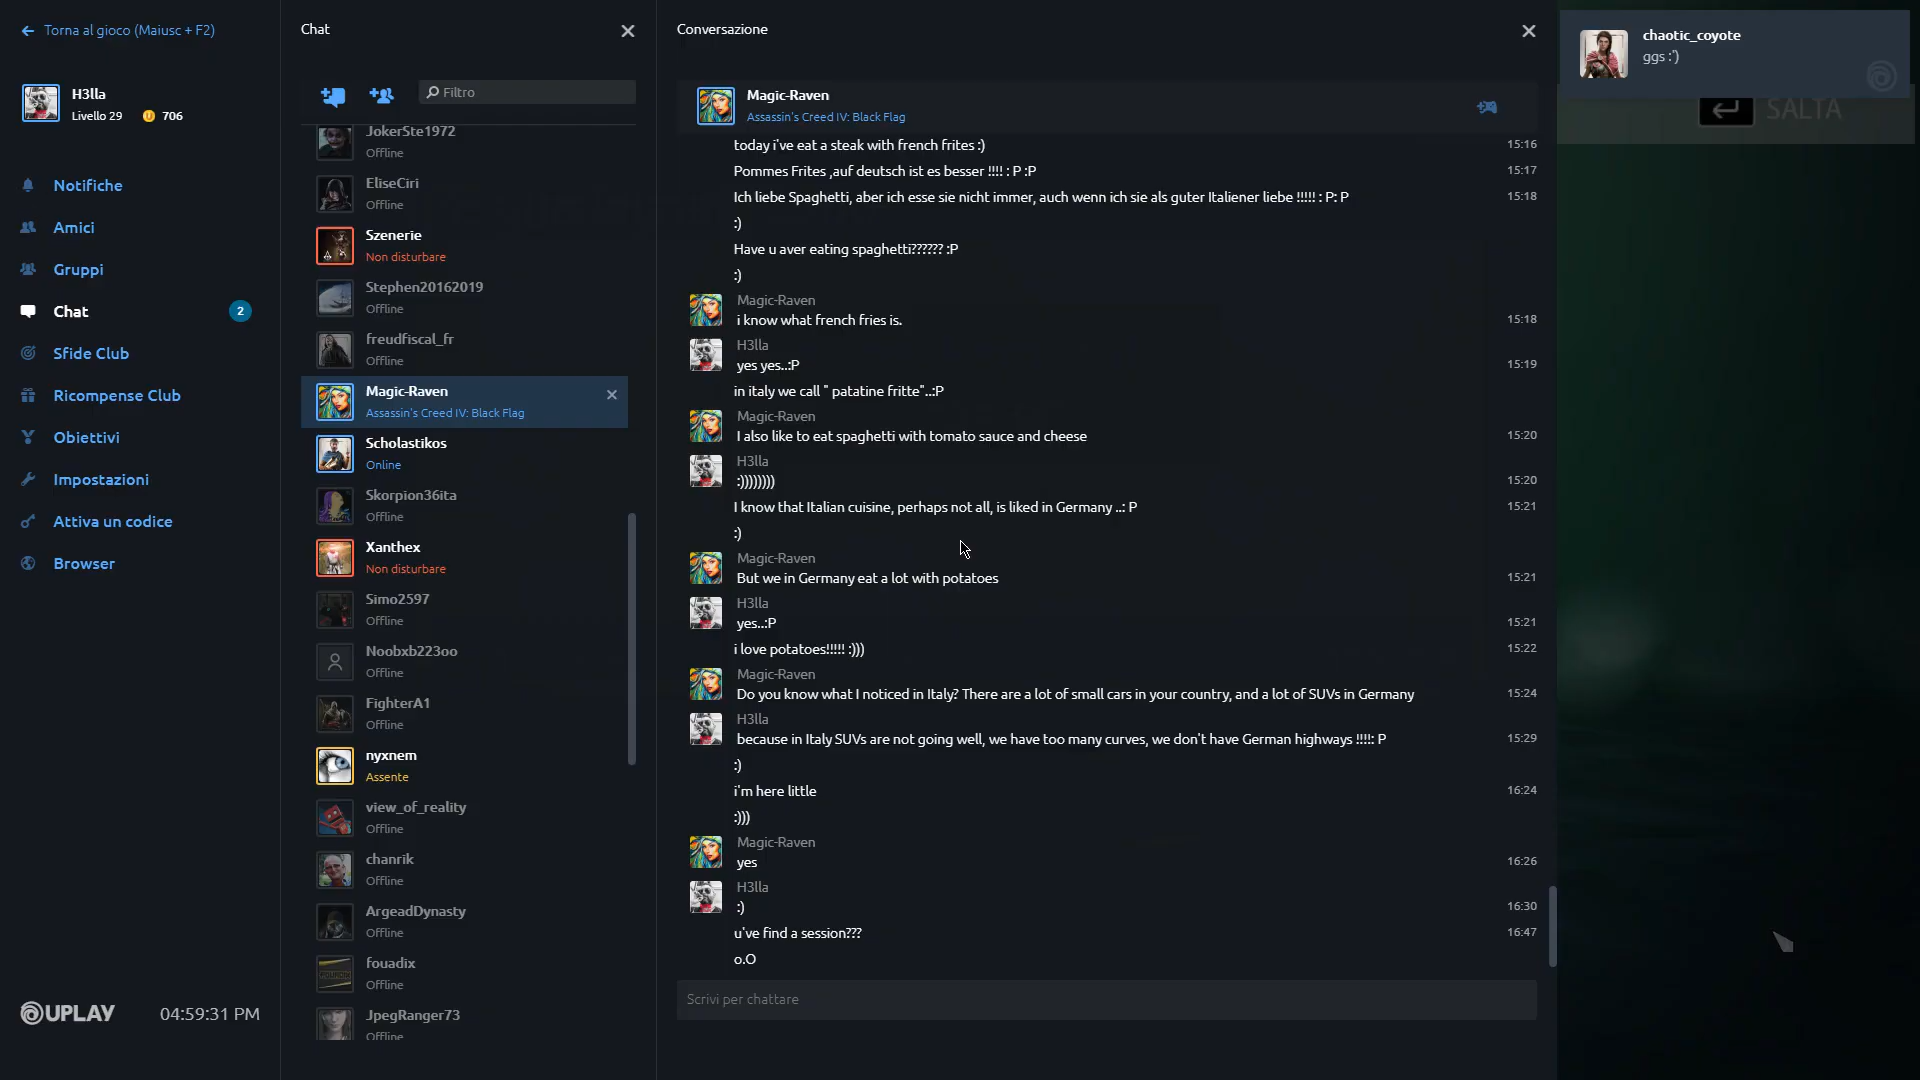 Torna al gioco (Maiusc + F2)
H3lla
Livello 29
706
Notifiche
Amici
Gruppi
Chat
2
Sfide Club
Ricompense Club
Obiettivi
Impostazioni
Attiva un codice
Browser
UPLAY
04:59:31 PM
Chat
Filtro
JokerSte1972
Offline
EliseCiri
Offline
Szenerie
Non disturbare
Stephen20162019
Offline
freudfiscal_fr
Offline
Magic-Raven
Assassin's Creed IV: Black Flag
Scholastikos
Online
Skorpion36ita
Offline
Xanthex
Non disturbare
Simo2597
Offline
Noobxb223oo
Offline
FighterA1
Offline
nyxnem
Assente
view_of_reality
Offline
chanrik
Offline
ArgeadDynasty
Offline
fouadix
Offline
JpegRanger73
Offline
Conversazione
Magic-Raven
Assassin's Creed IV: Black Flag
today i've eat a steak with french frites :) 15:16
Pommes Frites ,auf deutsch ist es besser !!!! : P :P 15:17
Ich liebe Spaghetti, aber ich esse sie nicht immer, auch wenn ich sie als guter Italiener liebe !!!!! : P: P 15:18
:)
Have u aver eating spaghetti?????? :P
:)
Magic-Raven
i know what french fries is. 15:18
H3lla
yes yes..:P 15:19
in italy we call " patatine fritte"..:P
Magic-Raven
I also like to eat spaghetti with tomato sauce and cheese 15:20
H3lla
:)))))))) 15:20
I know that Italian cuisine, perhaps not all, is liked in Germany ..: P 15:21
:)
Magic-Raven
But we in Germany eat a lot with potatoes 15:21
H3lla
yes..:P 15:21
i love potatoes!!!!! :))) 15:22
Magic-Raven
Do you know what I noticed in Italy? There are a lot of small cars in your country, and a lot of SUVs in Germany 15:24
H3lla
because in Italy SUVs are not going well, we have too many curves, we don't have German highways !!!!: P 15:29
:)
i'm here little 16:24
:)))
Magic-Raven
yes 16:26
H3lla
:) 16:30
u've find a session??? 16:47
o.O
Scrivi per chattare
chaotic_coyote
ggs :')
SALTA